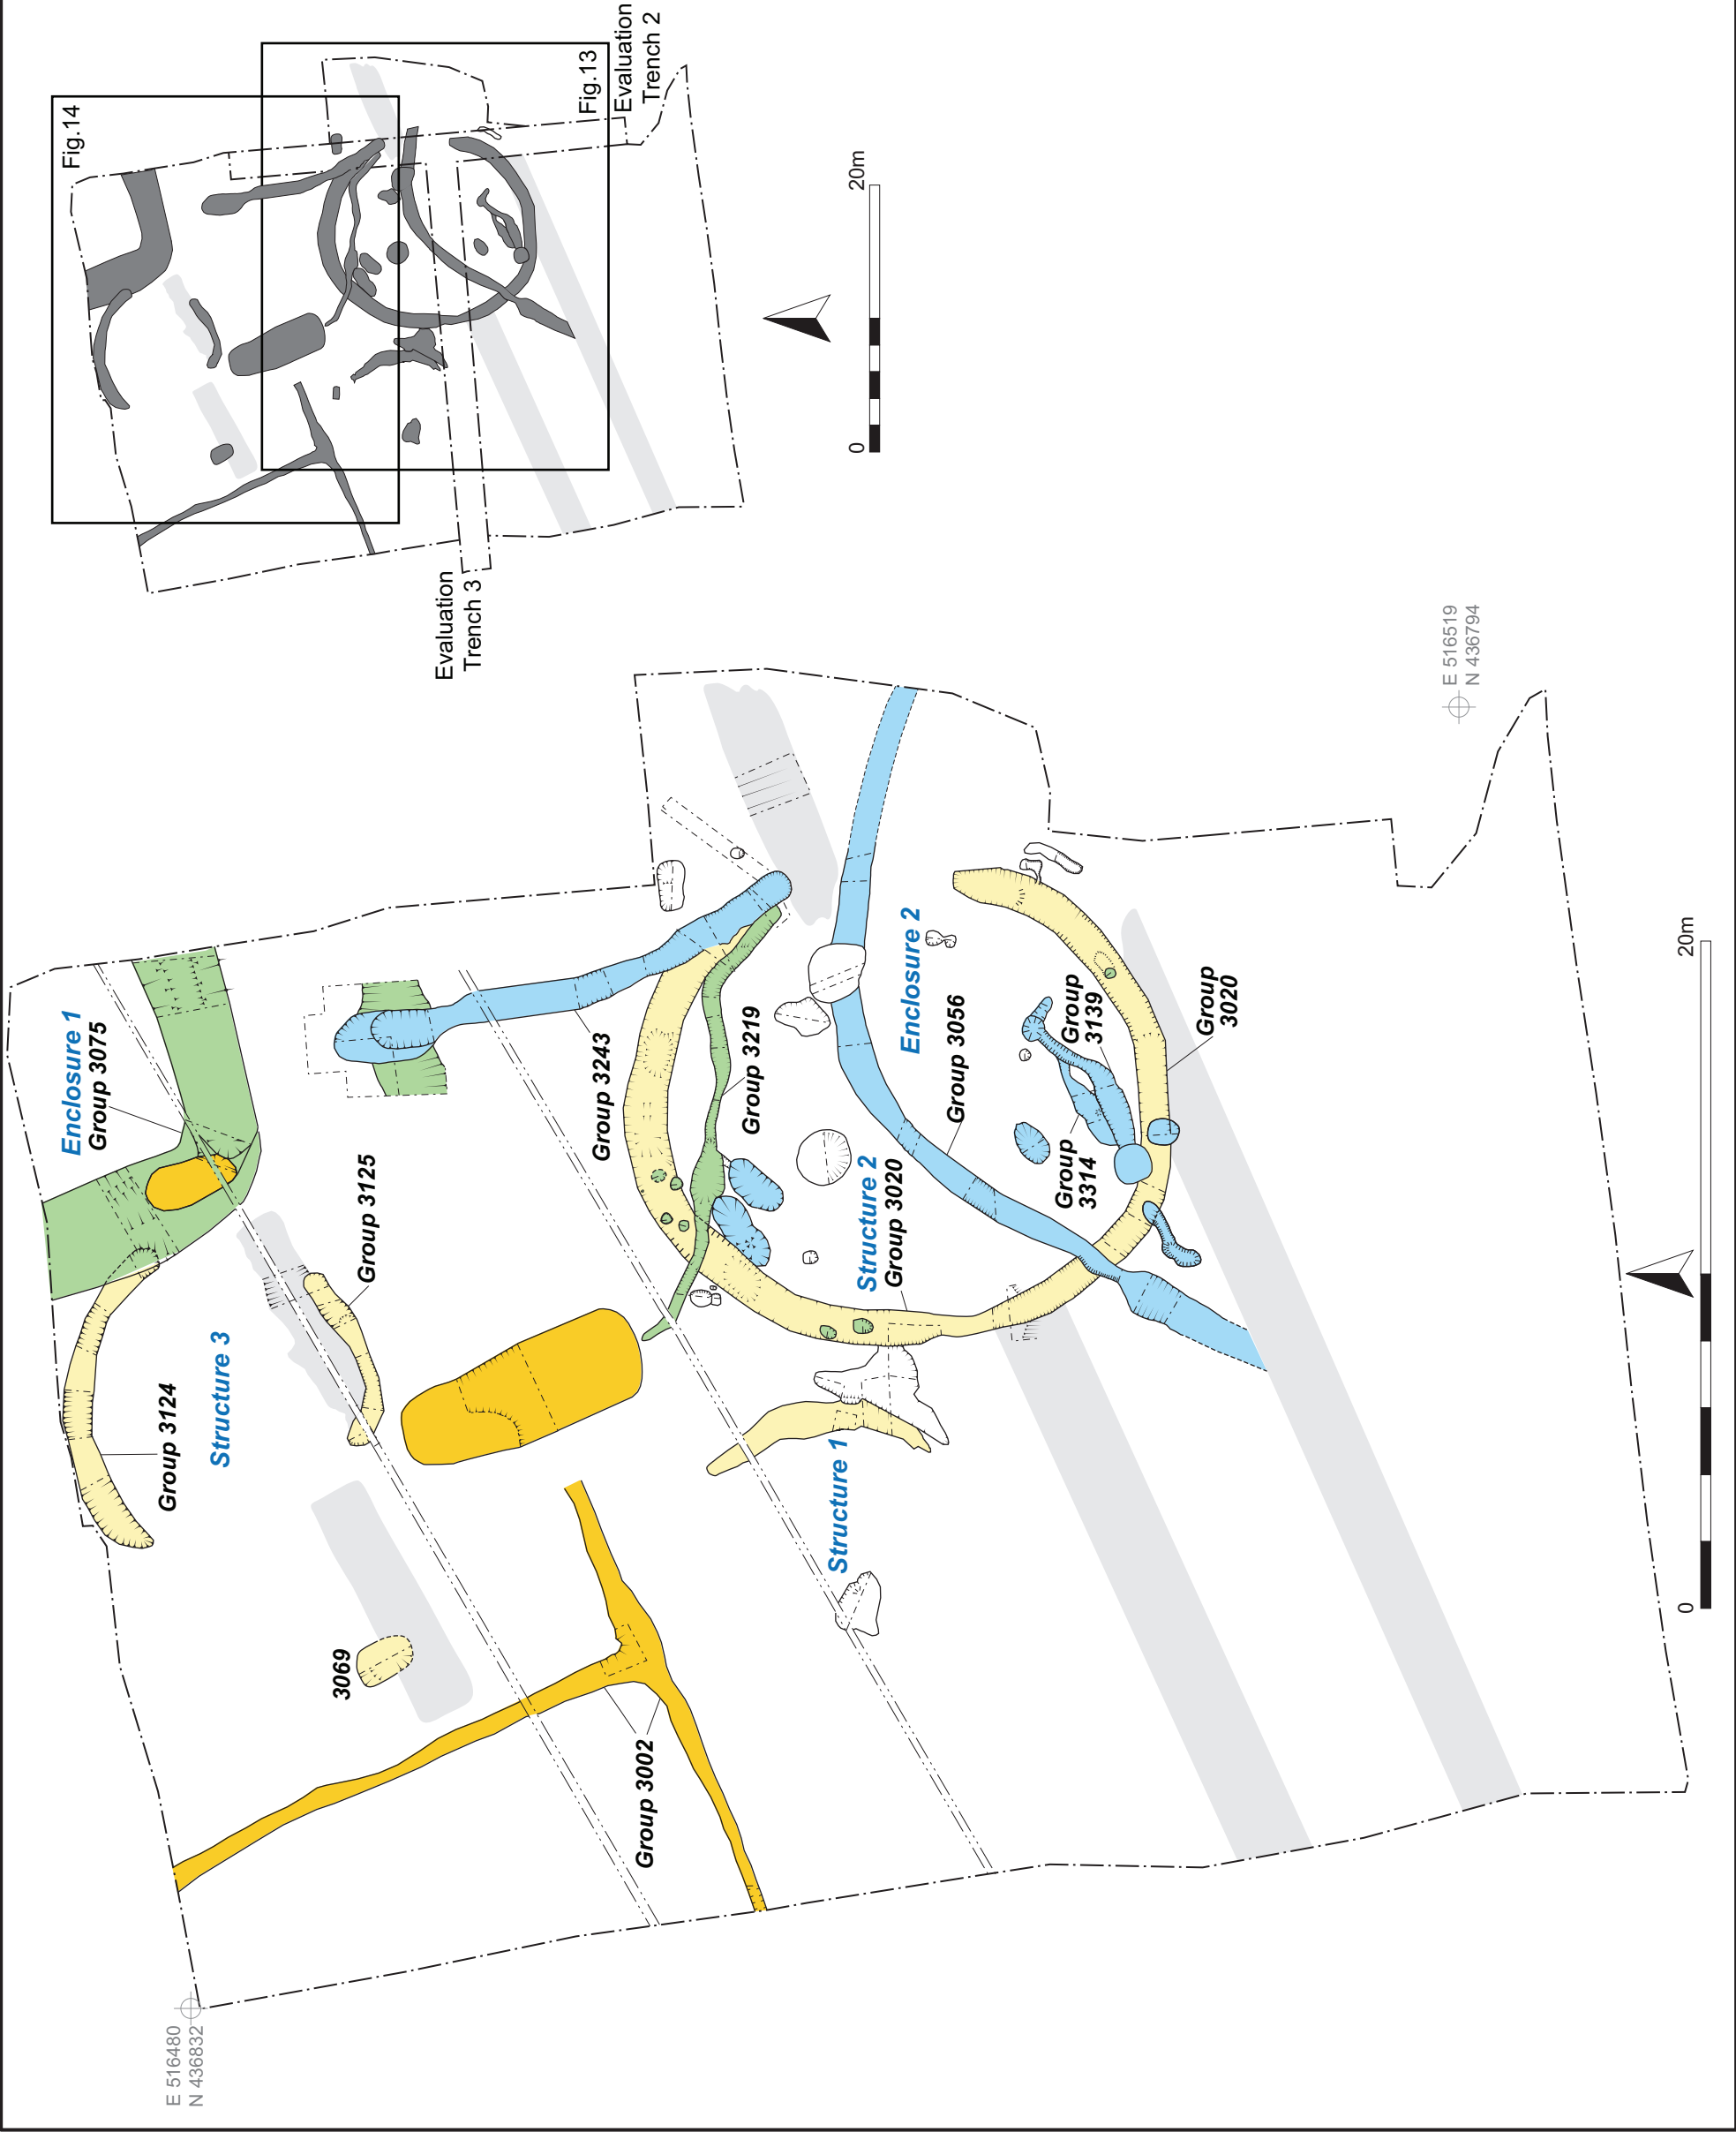 Fig.14
Fig.13
Evaluation
Trench 2
Evaluation
Trench 3
0
20m
E 516480
N 436832
E 516519
N 436794
Enclosure 1
Group 3075
Group 3124
Structure 3
Group 3125
3069
Group 3002
Group 3243
Group 3219
Structure 1
Structure 2
Group 3020
Enclosure 2
Group 3056
Group
3139
Group
3314
Group
3020
0
20m